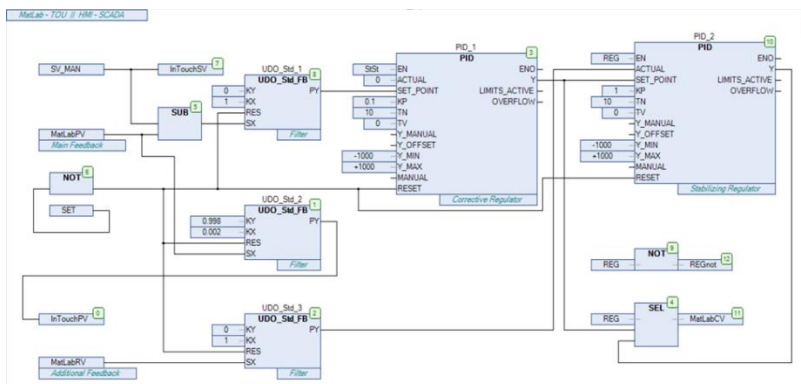 MatLab - TOU // HMI - SCADA
SV_MAN
InTouchSV
7
MatLabPV
Main Feedback
SUB
5
NOT
6
SET
InTouchPV
0
MatLabRV
Additional Feedback
UDO_Std_1
UDO_Std_FB
8
0 KY PY
1 KX
RES
SX
Filter
UDO_Std_2
UDO_Std_FB
1
0.998 KY PY
0.002 KX
RES
SX
Filter
UDO_Std_3
UDO_Std_FB
2
0 KY PY
1 KX
RES
SX
Filter
PID_1
PID
3
StSt EN ENO
0 ACTUAL Y
SET_POINT LIMITS_ACTIVE
0.1 KP OVERFLOW
10 TN
0 TV
Y_MANUAL
Y_OFFSET
-1000 Y_MIN
+1000 Y_MAX
MANUAL
RESET
Corrective Regulator
PID_2
PID
10
REG EN ENO
ACTUAL Y
SET_POINT LIMITS_ACTIVE
1 KP OVERFLOW
10 TN
0 TV
Y_MANUAL
Y_OFFSET
-1000 Y_MIN
+1000 Y_MAX
MANUAL
RESET
Stabilizing Regulator
NOT
9
REG
REGnot
12
SEL
4
REG
MatLabCV
11